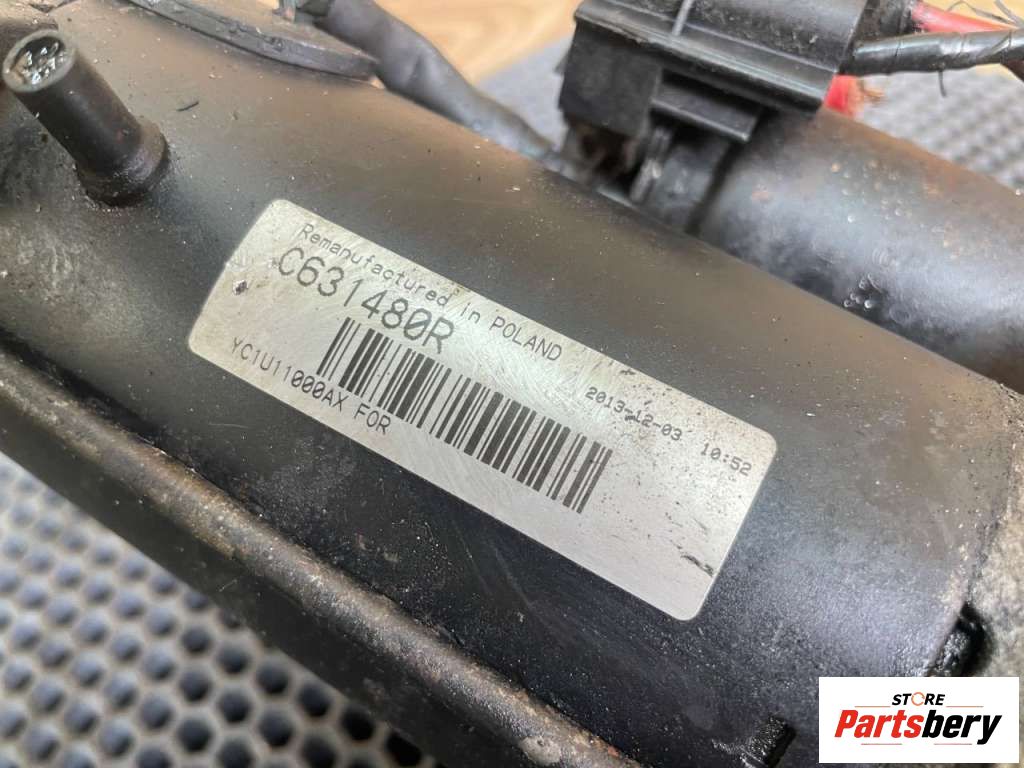 Remanufactured in POLAND
C631480R
2013-12-03 10:52
YC1U11000AX FOR
STORE
Partsbery